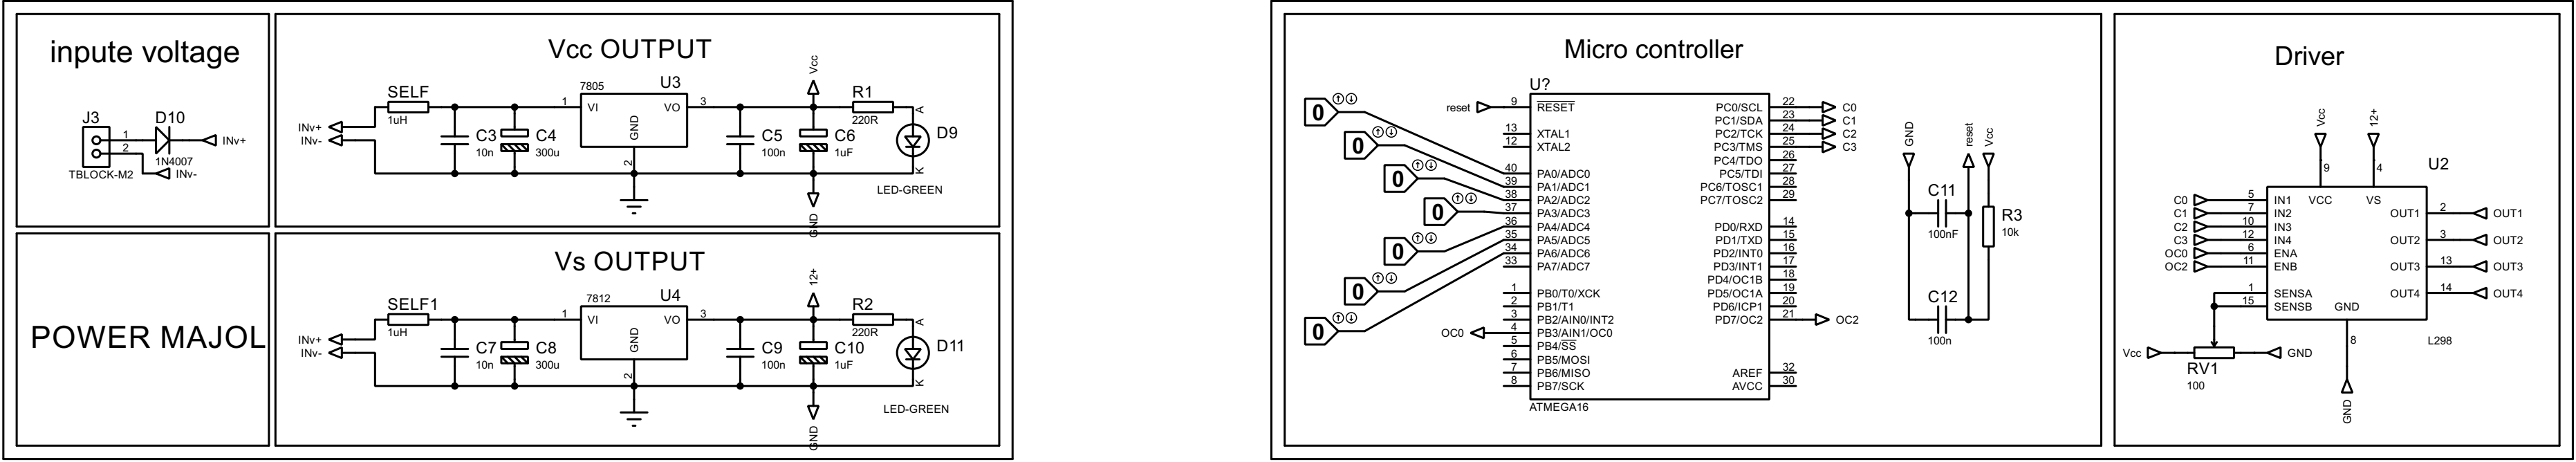 inpute voltage
J3
1
2
TBLOCK-M2
D10
1N4007
INv+
INv-
POWER MAJOL
Vcc OUTPUT
INv+
INv-
SELF
1uH
C3
10n
C4
300u
7805
U3
1
VI
VO
3
GND
2
C5
100n
Vcc
C6
1uF
GND
R1
220R
A
D9
K
LED-GREEN
Vs OUTPUT
INv+
INv-
SELF1
1uH
C7
10n
C8
300u
7812
U4
1
VI
VO
3
GND
2
C9
100n
12+
C10
1uF
GND
R2
220R
A
D11
K
LED-GREEN
Micro controller
0
0
0
0
0
0
0
U?
reset
9 RESET
13 XTAL1
12 XTAL2
40 PA0/ADC0
39 PA1/ADC1
38 PA2/ADC2
37 PA3/ADC3
36 PA4/ADC4
35 PA5/ADC5
34 PA6/ADC6
33 PA7/ADC7
1 PB0/T0/XCK
2 PB1/T1
3 PB2/AIN0/INT2
OC0 4 PB3/AIN1/OC0
5 PB4/SS
6 PB5/MOSI
7 PB6/MISO
8 PB7/SCK
PC0/SCL 22 C0
PC1/SDA 23 C1
PC2/TCK 24 C2
PC3/TMS 25 C3
PC4/TDO 26
PC5/TDI 27
PC6/TOSC1 28
PC7/TOSC2 29
PD0/RXD 14
PD1/TXD 15
PD2/INT0 16
PD3/INT1 17
PD4/OC1B 18
PD5/OC1A 19
PD6/ICP1 20
PD7/OC2 21 OC2
AREF 32
AVCC 30
ATMEGA16
GND
reset
Vcc
C11
100nF
R3
10k
C12
100n
Driver
Vcc
12+
9
4
U2
C0 5 IN1
C1 7 IN2
C2 10 IN3
C3 12 IN4
OC0 6 ENA
OC2 11 ENB
1 SENSA
15 SENSB
VCC
VS
OUT1 2 OUT1
OUT2 3 OUT2
OUT3 13 OUT3
OUT4 14 OUT4
GND
8
L298
Vcc
GND
RV1
100
GND